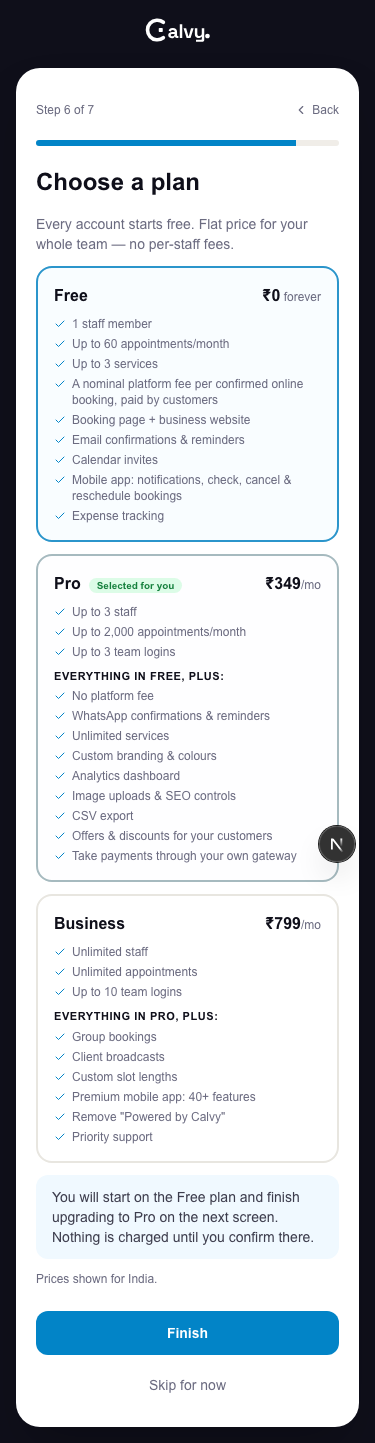 Calvy.
Step 6 of 7
Back
Choose a plan
Every account starts free. Flat price for your
whole team — no per-staff fees.
Free ₹0 forever
1 staff member
Up to 60 appointments/month
Up to 3 services
A nominal platform fee per confirmed online
booking, paid by customers
Booking page + business website
Email confirmations & reminders
Calendar invites
Mobile app: notifications, check, cancel &
reschedule bookings
Expense tracking
Pro Selected for you ₹349/mo
Up to 3 staff
Up to 2,000 appointments/month
Up to 3 team logins
EVERYTHING IN FREE, PLUS:
No platform fee
WhatsApp confirmations & reminders
Unlimited services
Custom branding & colours
Analytics dashboard
Image uploads & SEO controls
CSV export
Offers & discounts for your customers
Take payments through your own gateway
N
Business ₹799/mo
Unlimited staff
Unlimited appointments
Up to 10 team logins
EVERYTHING IN PRO, PLUS:
Group bookings
Client broadcasts
Custom slot lengths
Premium mobile app: 40+ features
Remove "Powered by Calvy"
Priority support
You will start on the Free plan and finish
upgrading to Pro on the next screen.
Nothing is charged until you confirm there.
Prices shown for India.
Finish
Skip for now